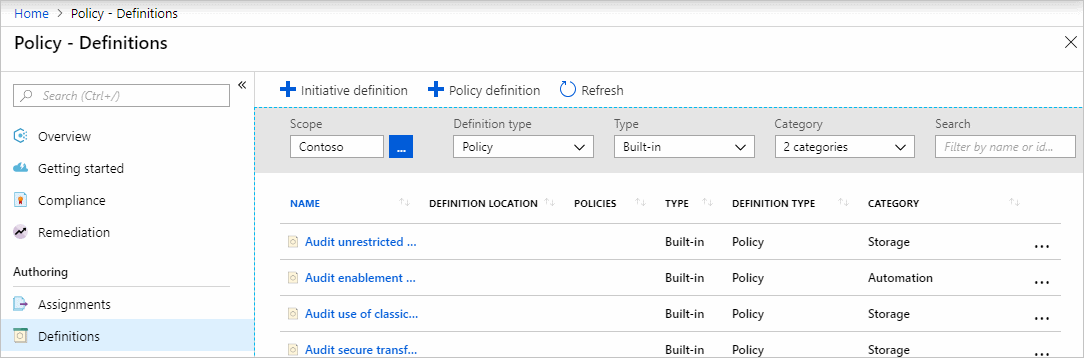 Home > Policy - Definitions
Policy - Definitions
Search (Ctrl+/)
Overview
Getting started
Compliance
Remediation
Authoring
Assignments
Definitions
Initiative definition Policy definition Refresh
Scope Definition type Type Category Search
Contoso ... Policy Built-in 2 categories Filter by name or id...
NAME DEFINITION LOCATION POLICIES TYPE DEFINITION TYPE CATEGORY
Audit unrestricted ... Built-in Policy Storage ...
Audit enablement ... Built-in Policy Automation ...
Audit use of classic... Built-in Policy Storage ...
Audit secure transf... Built-in Policy Storage ...